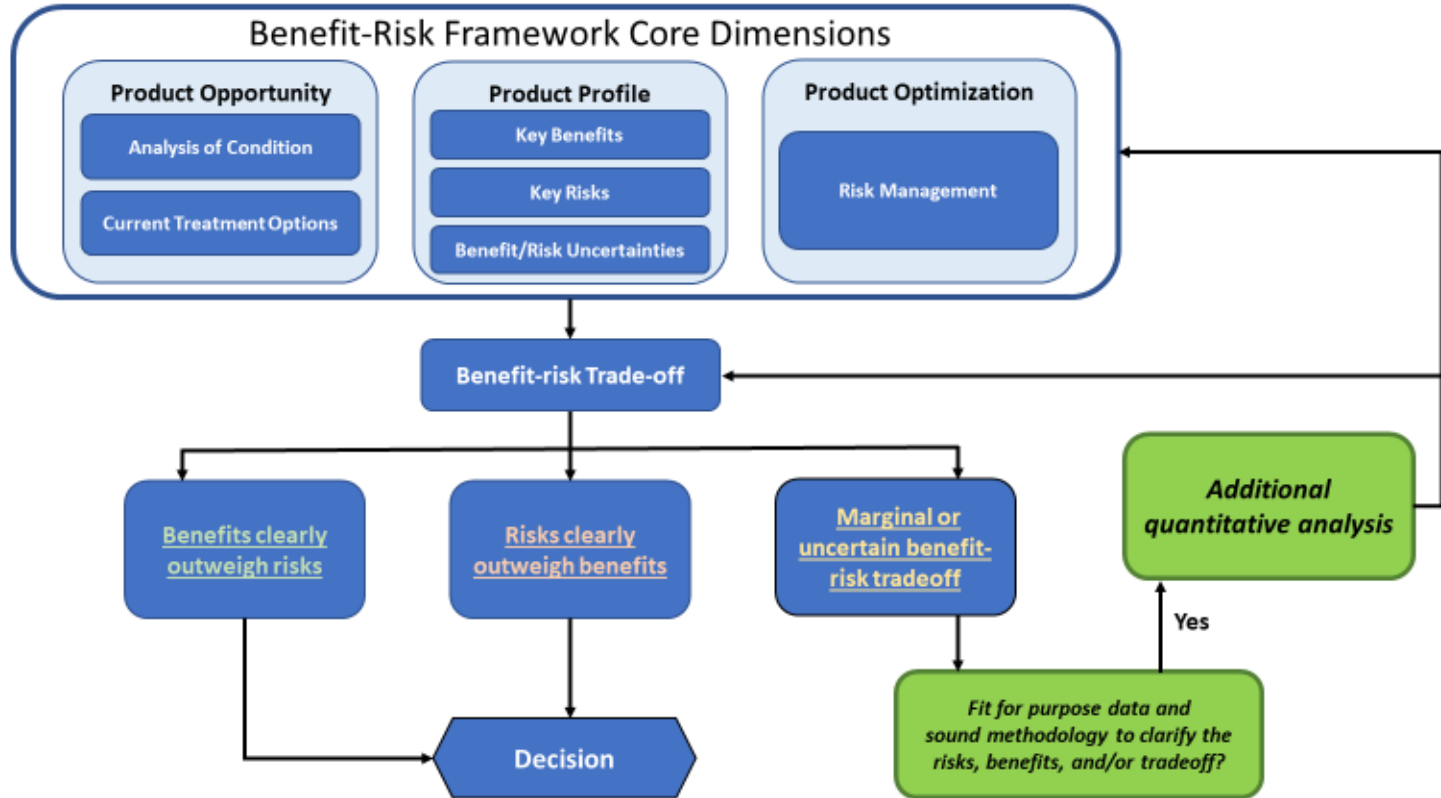 Benefit-Risk Framework Core Dimensions
Product Opportunity
Analysis of Condition
Current Treatment Options
Product Profile
Key Benefits
Key Risks
Benefit/Risk Uncertainties
Product Optimization
Risk Management
Benefit-risk Trade-off
Benefits clearly
outweigh risks
Risks clearly
outweigh benefits
Marginal or
uncertain benefit-
risk tradeoff
Additional
quantitative analysis
Yes
Fit for purpose data and
sound methodology to clarify the
risks, benefits, and/or tradeoff?
Decision